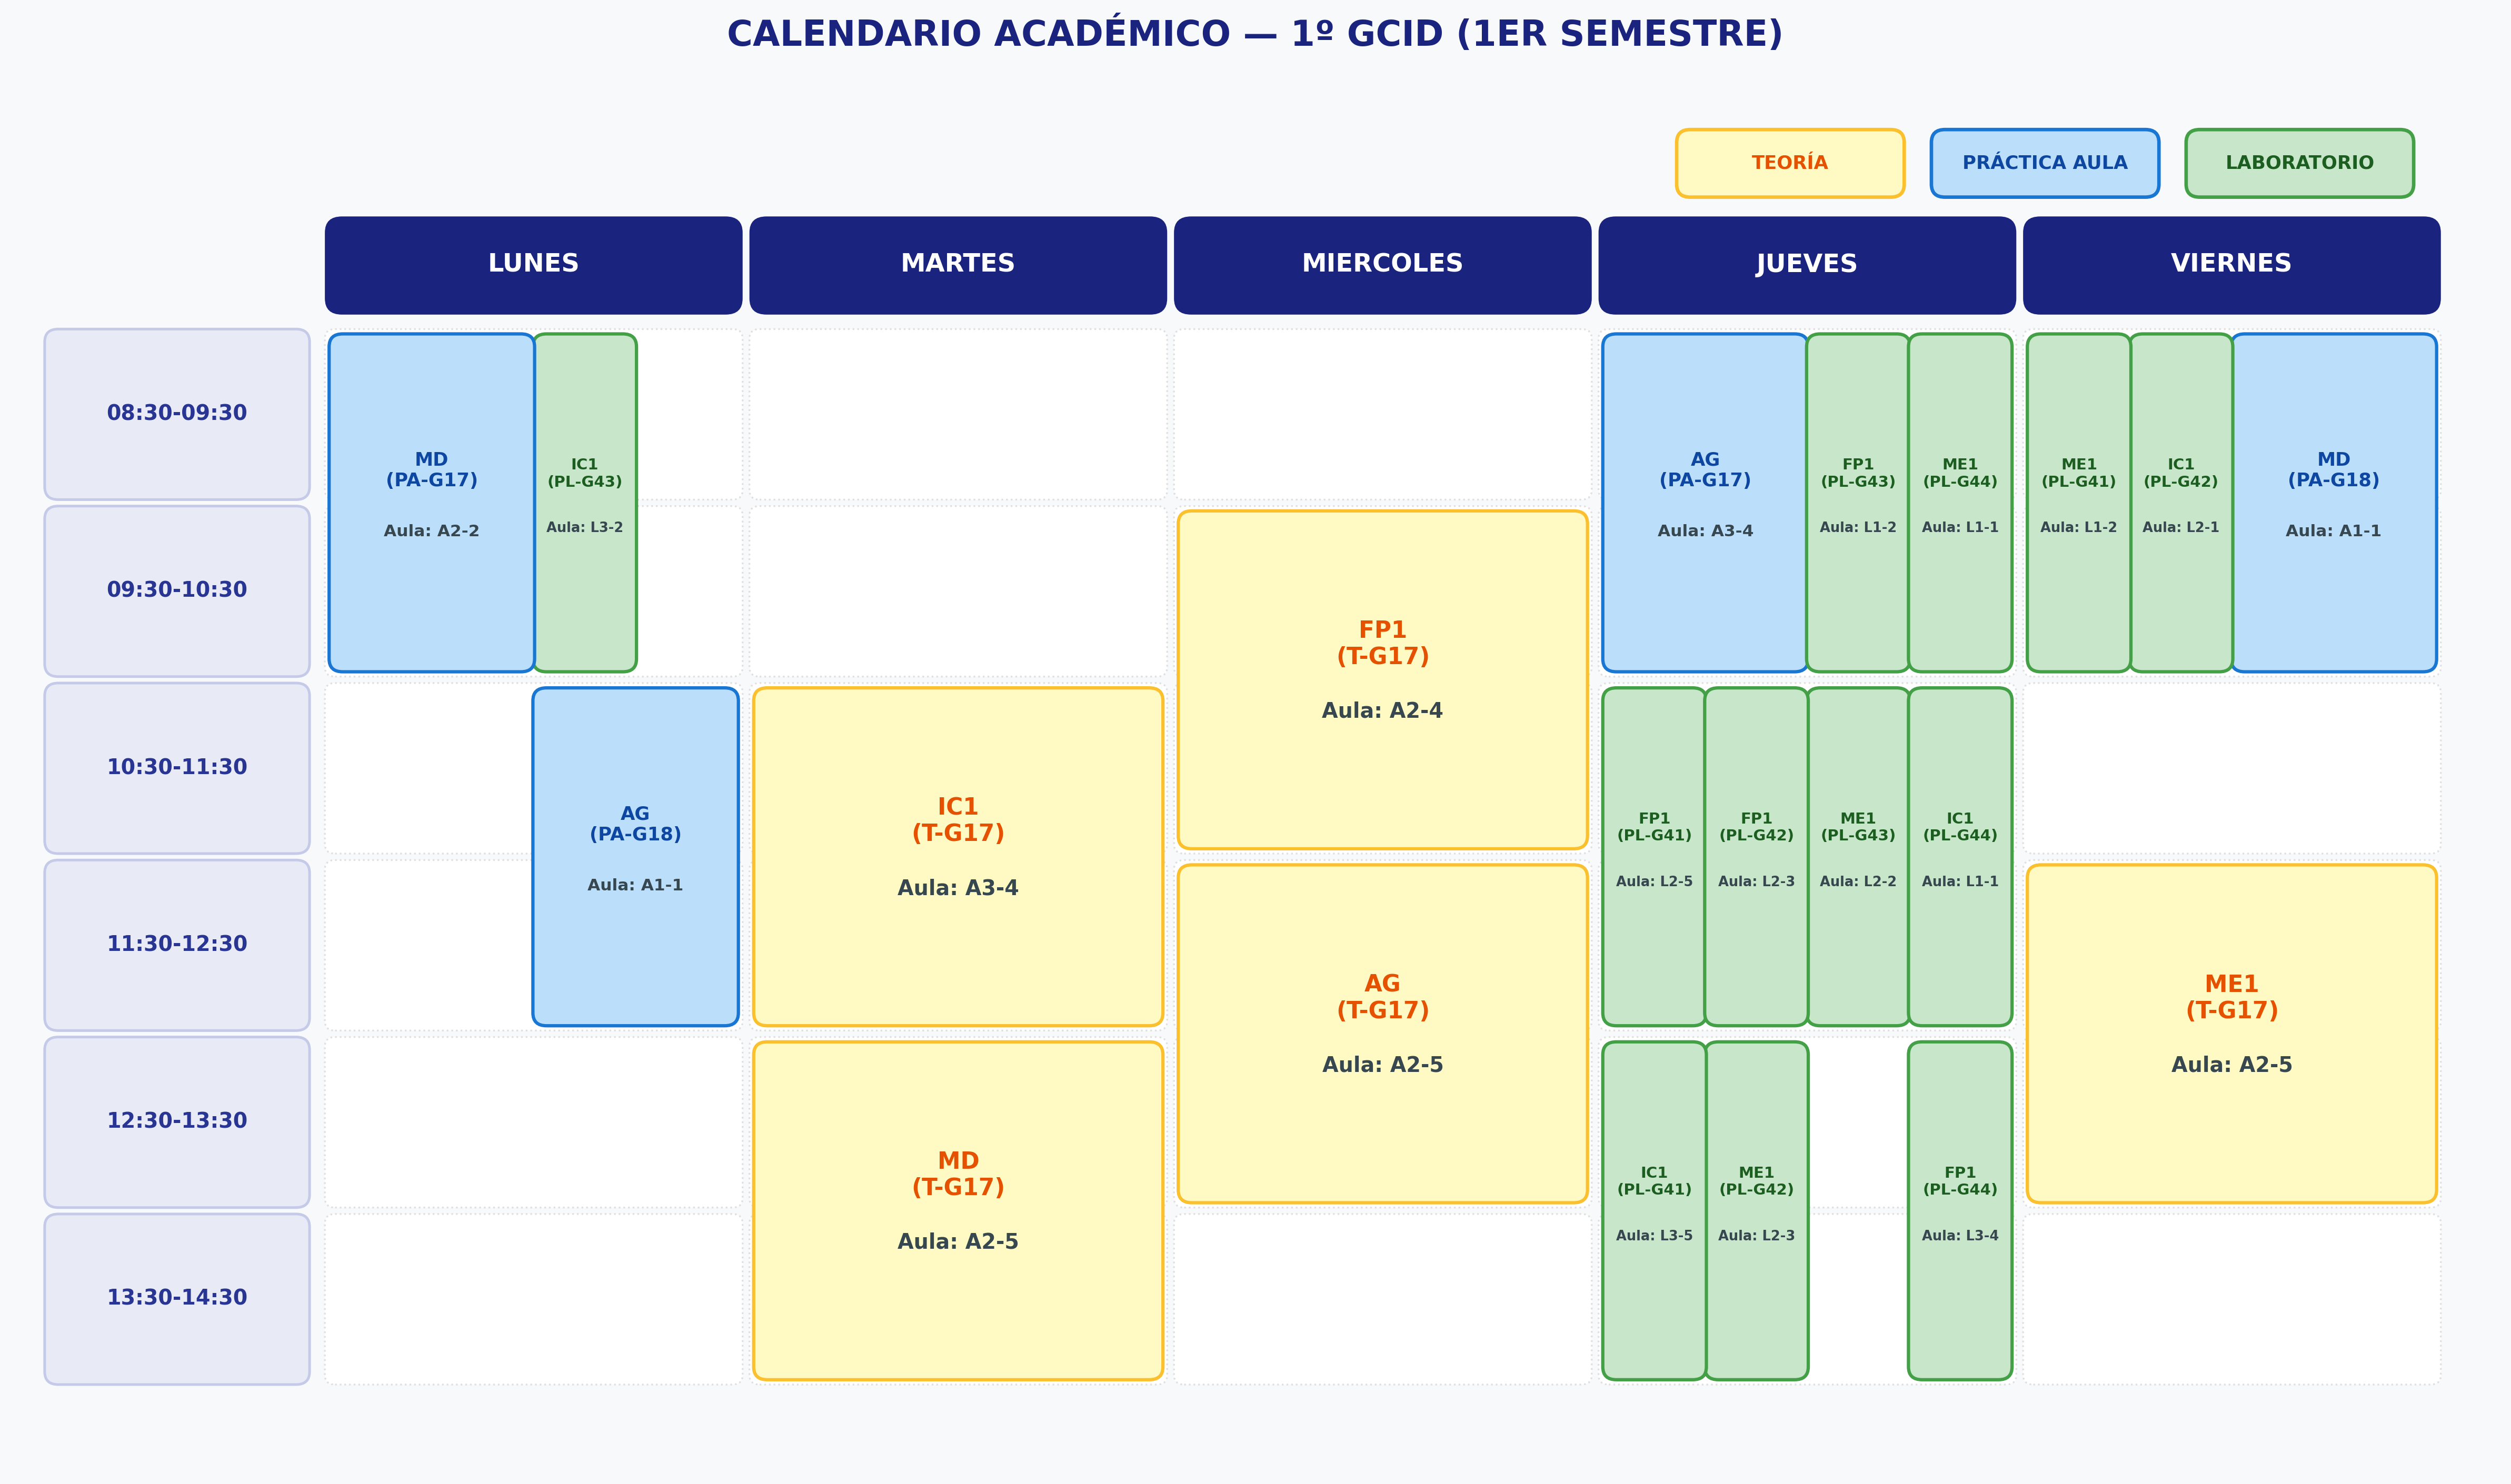 CALENDARIO ACADÉMICO — 1º GCID (1ER SEMESTRE)
TEORÍA
PRÁCTICA AULA
LABORATORIO
LUNES
MARTES
MIERCOLES
JUEVES
VIERNES
08:30-09:30
MD
(PA-G17)
Aula: A2-2
IC1
(PL-G43)
Aula: L3-2
AG
(PA-G17)
Aula: A3-4
FP1
(PL-G43)
Aula: L1-2
ME1
(PL-G44)
Aula: L1-1
ME1
(PL-G41)
Aula: L1-2
IC1
(PL-G42)
Aula: L2-1
MD
(PA-G18)
Aula: A1-1
09:30-10:30
FP1
(T-G17)
Aula: A2-4
10:30-11:30
AG
(PA-G18)
Aula: A1-1
IC1
(T-G17)
Aula: A3-4
FP1
(PL-G41)
Aula: L2-5
FP1
(PL-G42)
Aula: L2-3
ME1
(PL-G43)
Aula: L2-2
IC1
(PL-G44)
Aula: L1-1
11:30-12:30
AG
(T-G17)
Aula: A2-5
ME1
(T-G17)
Aula: A2-5
12:30-13:30
MD
(T-G17)
Aula: A2-5
IC1
(PL-G41)
Aula: L3-5
ME1
(PL-G42)
Aula: L2-3
FP1
(PL-G44)
Aula: L3-4
13:30-14:30